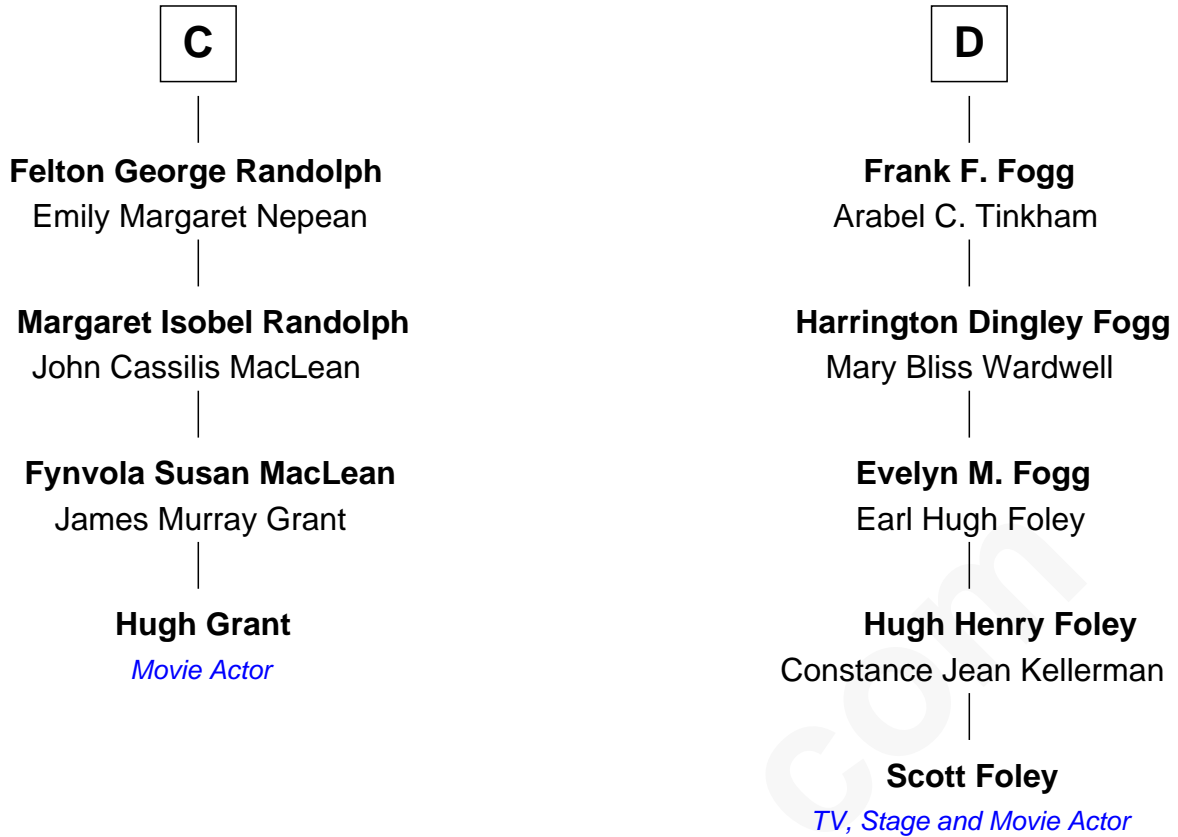 C
Felton George Randolph
Emily Margaret Nepean
Margaret Isobel Randolph
John Cassilis MacLean
Fynvola Susan MacLean
James Murray Grant
Hugh Grant
Movie Actor
D
Frank F. Fogg
Arabel C. Tinkham
Harrington Dingley Fogg
Mary Bliss Wardwell
Evelyn M. Fogg
Earl Hugh Foley
Hugh Henry Foley
Constance Jean Kellerman
Scott Foley
TV, Stage and Movie Actor
com